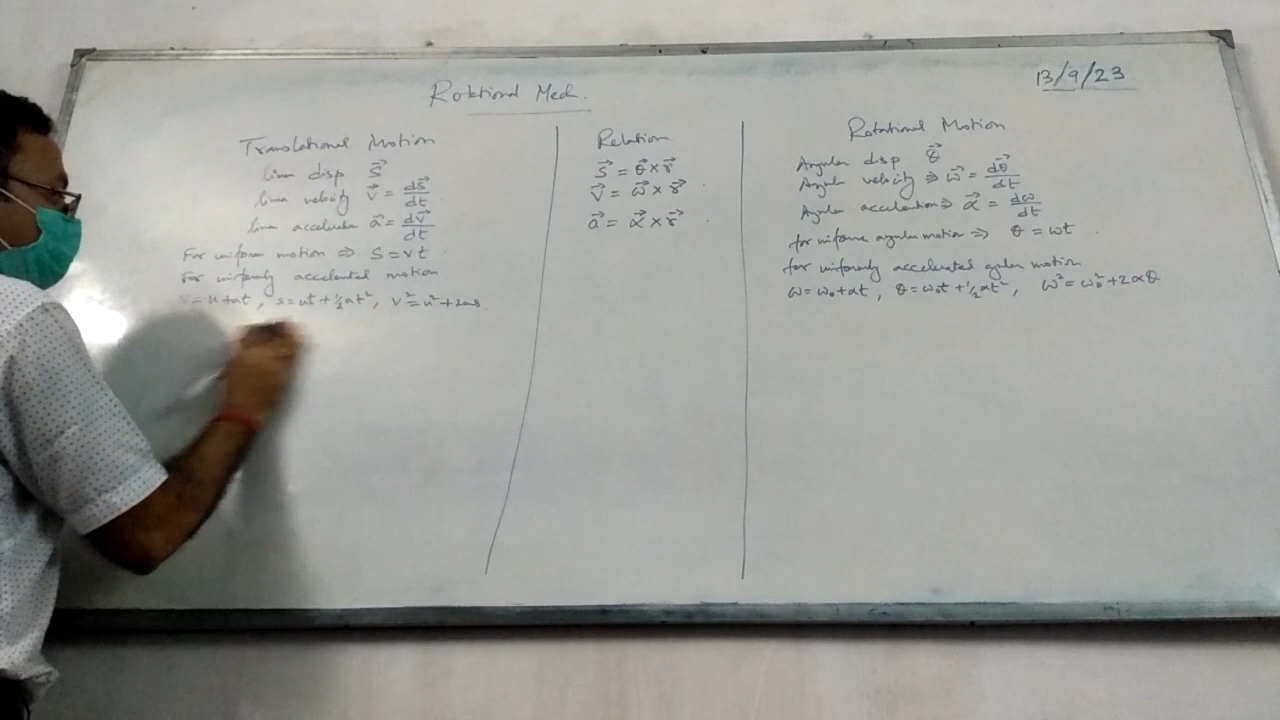 Rotational Mech.
13/9/23
Translational Motion
linear disp s⃗
linear velocity v⃗ = ds⃗/dt
linear acceleration a⃗ = dv⃗/dt
For uniform motion ⇒ S = vt
For uniformly accelerated motion
v = u + at, s = ut + ½at², v² = u² + 2as
Relation
s⃗ = θ⃗ × r⃗
v⃗ = ω⃗ × r⃗
a⃗ = α⃗ × r⃗
Rotational Motion
Angular disp θ⃗
Angular velocity ⇒ ω⃗ = dθ⃗/dt
Angular acceleration ⇒ α⃗ = dω/dt
for uniform angular motion ⇒ θ = ωt
for uniformly accelerated angular motion
ω = ω₀ + αt, θ = ω₀t + ½αt², ω² = ω₀² + 2αθ